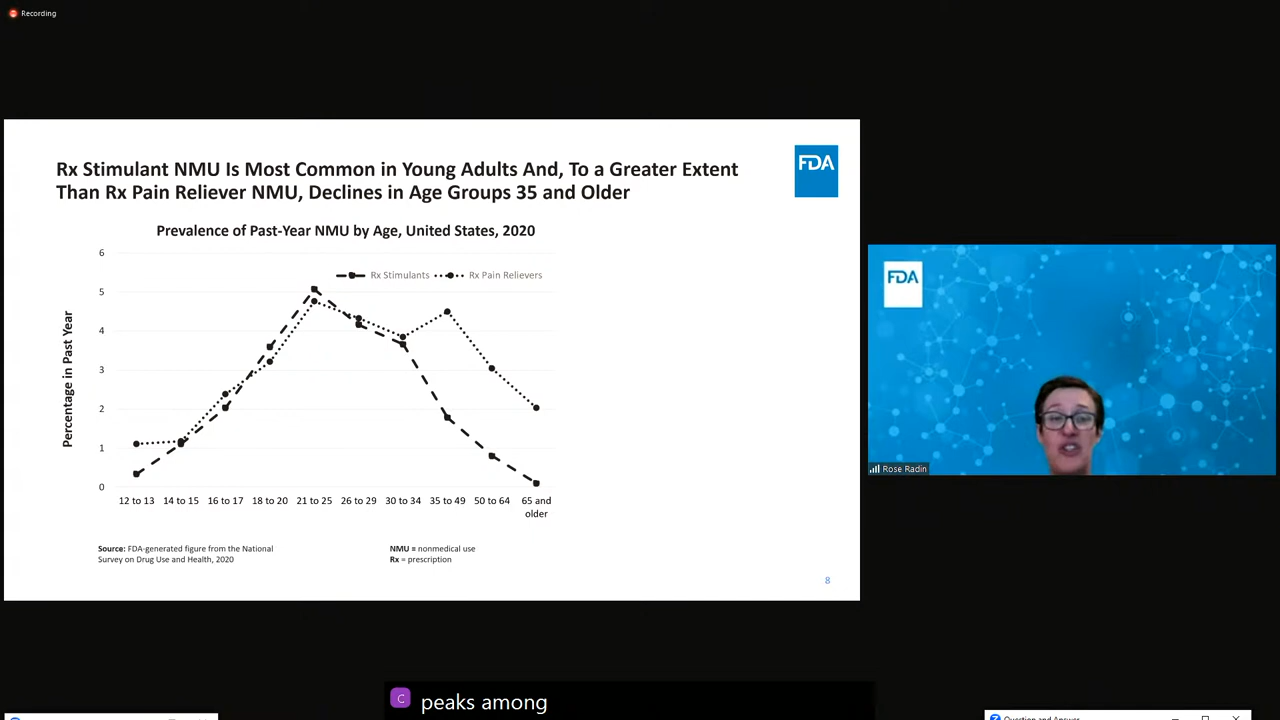 Recording
Rx Stimulant NMU Is Most Common in Young Adults And, To a Greater Extent
Than Rx Pain Reliever NMU, Declines in Age Groups 35 and Older
FDA
Prevalence of Past-Year NMU by Age, United States, 2020
Rx Stimulants
Rx Pain Relievers
Percentage in Past Year
6
5
4
3
2
1
0
12 to 13 14 to 15 16 to 17 18 to 20 21 to 25 26 to 29 30 to 34 35 to 49 50 to 64 65 and
older
Source: FDA-generated figure from the National
Survey on Drug Use and Health, 2020
NMU = nonmedical use
Rx = prescription
8
FDA
Rose Radin
C
peaks among
Question and Answer